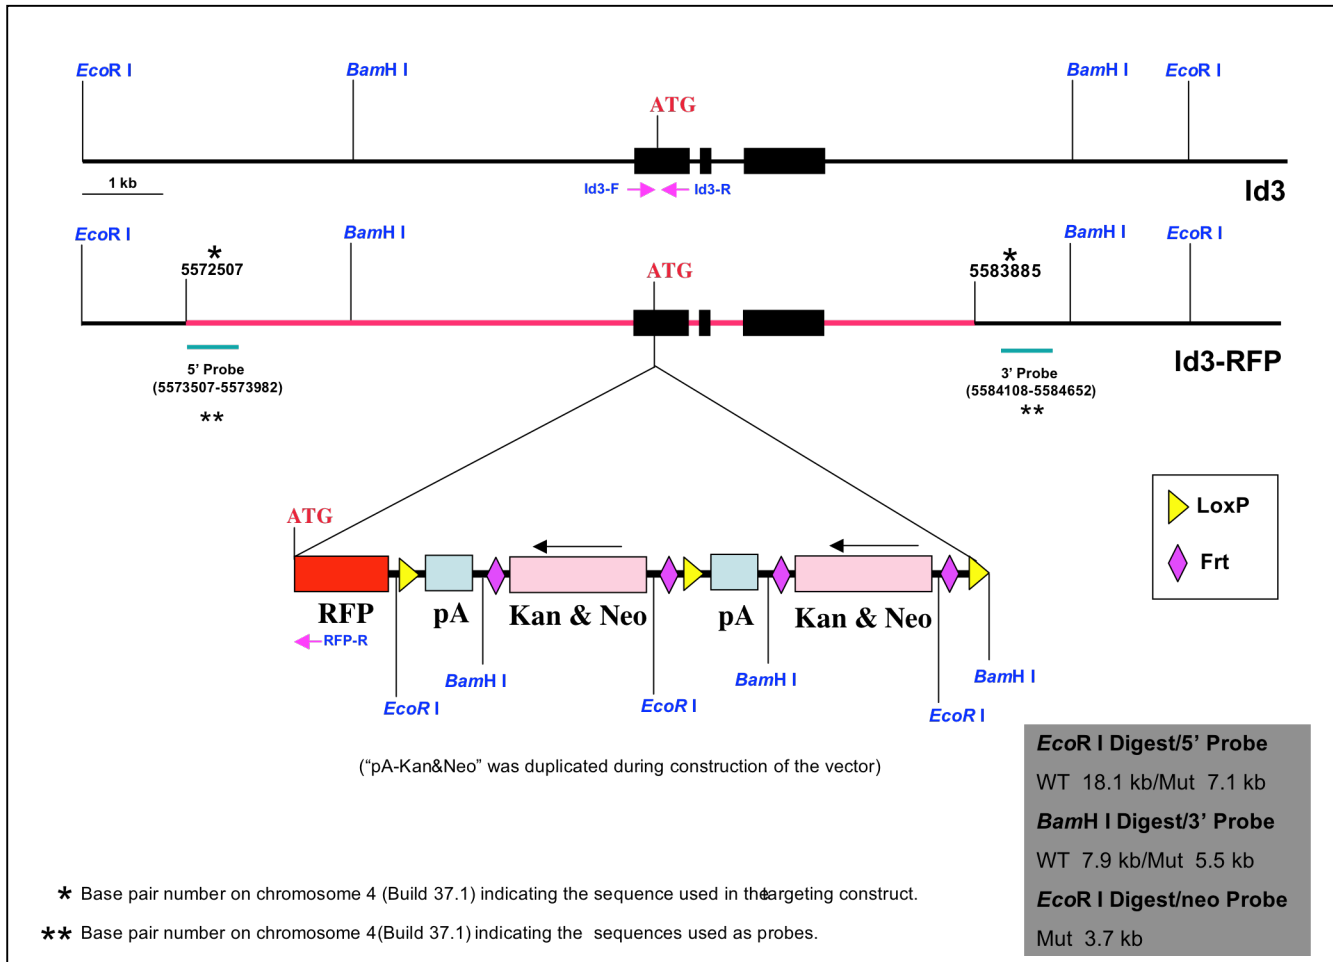 EcoR I BamH I BamH I EcoR I
ATG
1 kb
Id3-F Id3-R
Id3
EcoR I BamH I BamH I EcoR I
* *
5572507 5583885
ATG
Id3-RFP
5’ Probe
(5573507-5573982)
**
3’ Probe
(5584108-5584652)
**
LoxP
Frt
ATG
RFP pA Kan & Neo pA Kan & Neo
RFP-R
BamH I BamH I BamH I
EcoR I EcoR I EcoR I
(“pA-Kan&Neo” was duplicated during construction of the vector)
EcoR I Digest/5’ Probe
WT 18.1 kb/Mut 7.1 kb
BamH I Digest/3’ Probe
WT 7.9 kb/Mut 5.5 kb
EcoR I Digest/neo Probe
Mut 3.7 kb
* Base pair number on chromosome 4 (Build 37.1) indicating the sequence used in the targeting construct.
** Base pair number on chromosome 4(Build 37.1) indicating the sequences used as probes.